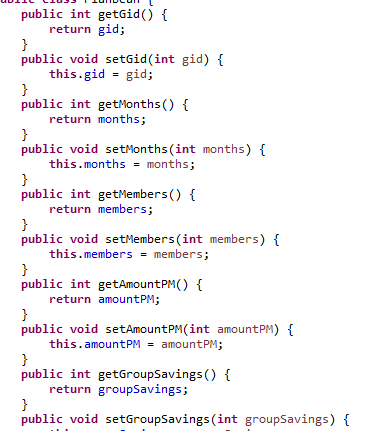 public class PlanBean {
public int getGid() {
return gid;
}
public void setGid(int gid) {
this.gid = gid;
}
public int getMonths() {
return months;
}
public void setMonths(int months) {
this.months = months;
}
public int getMembers() {
return members;
}
public void setMembers(int members) {
this.members = members;
}
public int getAmountPM() {
return amountPM;
}
public void setAmountPM(int amountPM) {
this.amountPM = amountPM;
}
public int getGroupSavings() {
return groupSavings;
}
public void setGroupSavings(int groupSavings) {